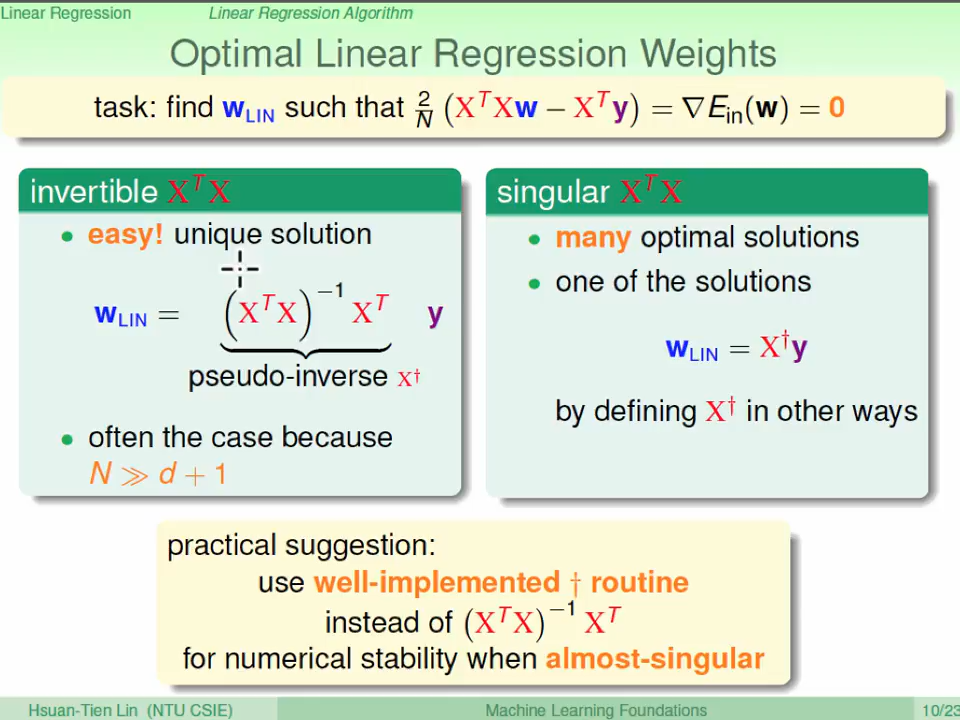 Linear Regression Linear Regression Algorithm
Optimal Linear Regression Weights
task: find w_LIN such that 2/N (X^T Xw − X^T y) = ∇E_in(w) = 0
invertible X^T X
• easy! unique solution
w_LIN = (X^T X)^−1 X^T y
pseudo-inverse X†
• often the case because
N ≫ d + 1
singular X^T X
• many optimal solutions
• one of the solutions
w_LIN = X†y
by defining X† in other ways
practical suggestion:
use well-implemented † routine
instead of (X^T X)^−1 X^T
for numerical stability when almost-singular
Hsuan-Tien Lin (NTU CSIE) Machine Learning Foundations 10/23